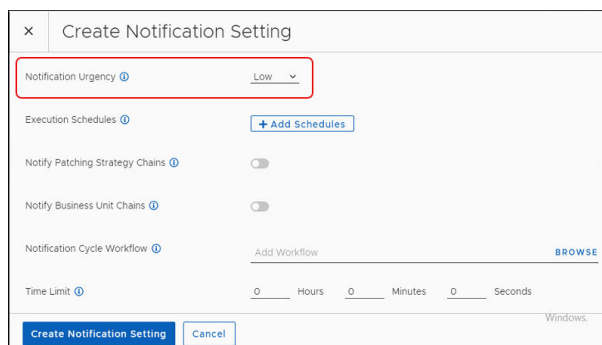 × Create Notification Setting
Notification Urgency Low
Execution Schedules + Add Schedules
Notify Patching Strategy Chains
Notify Business Unit Chains
Notification Cycle Workflow Add Workflow BROWSE
Time Limit 0 Hours 0 Minutes 0 Seconds
Windows.
Create Notification Setting Cancel